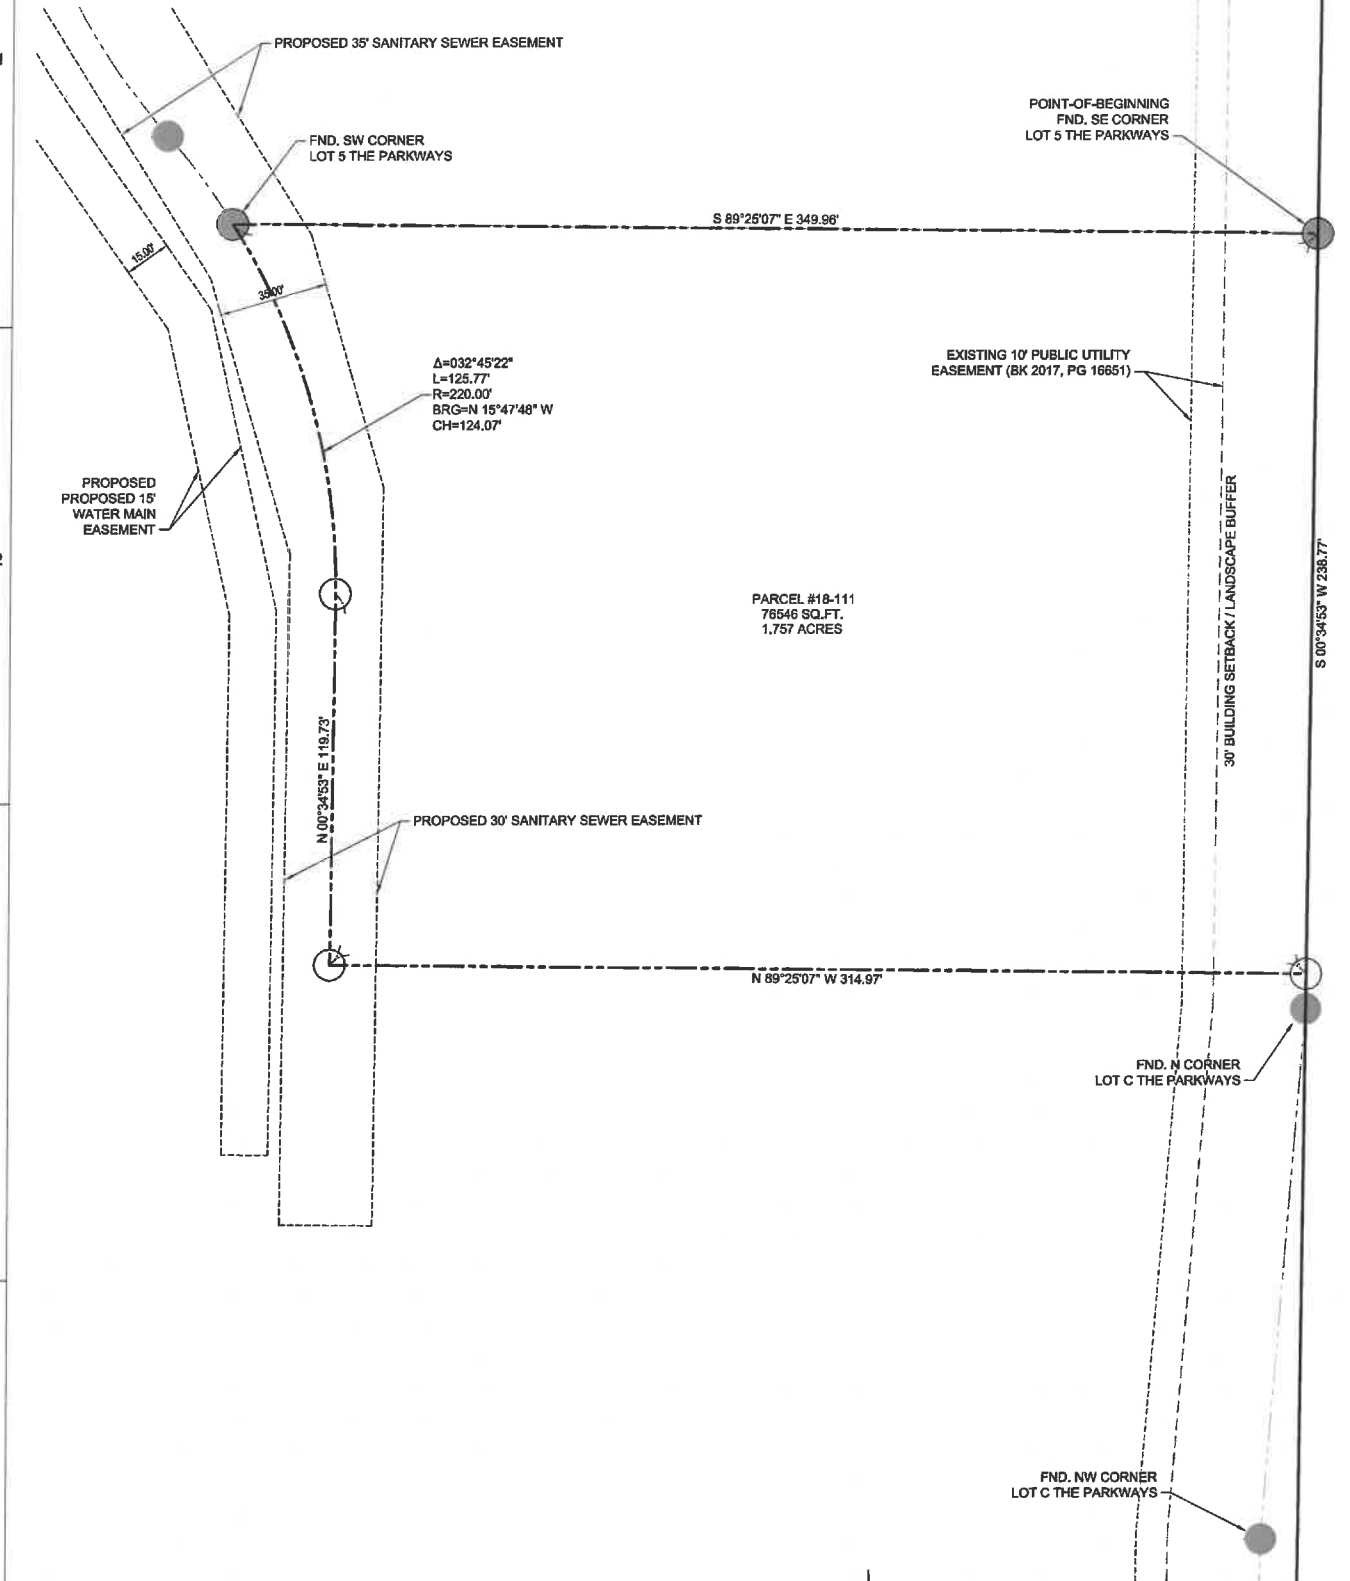 PROPOSED 35' SANITARY SEWER EASEMENT
POINT-OF-BEGINNING
FND. SE CORNER
LOT 5 THE PARKWAYS
FND. SW CORNER
LOT 5 THE PARKWAYS
S 89°25'07" E 349.96'
15.00'
35.00'
Δ=032°45'22"
L=125.77'
R=220.00'
BRG=N 15°47'48" W
CH=124.07'
EXISTING 10' PUBLIC UTILITY
EASEMENT (BK 2017, PG 16651)
PROPOSED
PROPOSED 15'
WATER MAIN
EASEMENT
30' BUILDING SETBACK / LANDSCAPE BUFFER
S 00°34'53" W 238.77'
PARCEL #18-111
76546 SQ.FT.
1.757 ACRES
N 00°34'53" E 119.73'
PROPOSED 30' SANITARY SEWER EASEMENT
N 89°25'07" W 314.97'
FND. N CORNER
LOT C THE PARKWAYS
FND. NW CORNER
LOT C THE PARKWAYS